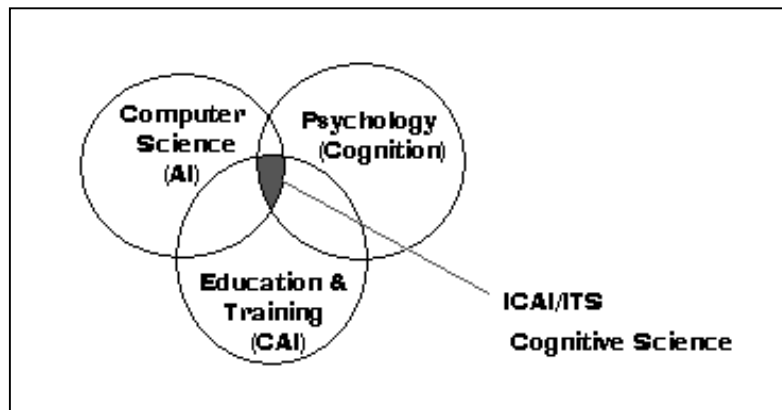 Computer
Science
(AI)
Psychology
(Cognition)
Education &
Training
(CAI)
ICAI/ITS
Cognitive Science